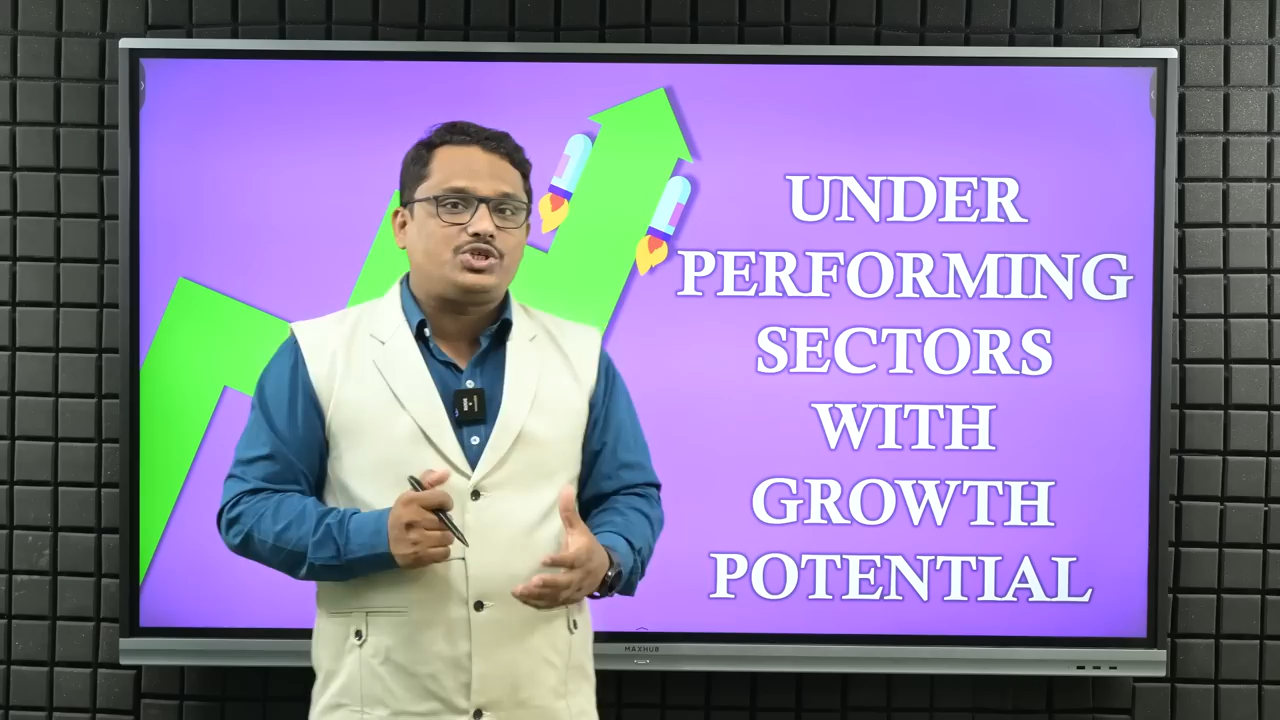 UNDER
PERFORMING
SECTORS
WITH
GROWTH
POTENTIAL
MAXHUB